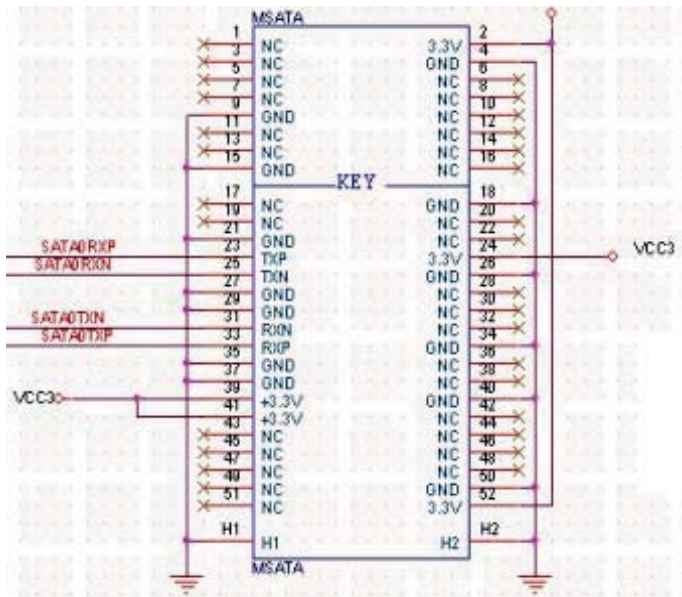 MSATA
1 NC 3.3V 2
3 NC GND 4
5 NC NC 6
7 NC NC 8
9 GND NC 10
11 NC NC 12
13 NC NC 14
15 GND NC 16
KEY
17 NC GND 18
19 NC NC 20
21 GND NC 22
SATA0RXP 23 TXP 3.3V 24 VCC3
SATA0RXN 25 TXN GND 26
27 GND NC 28
29 GND NC 30
SATA0TXN 31 RXN NC 32
SATA0TXP 33 RXP GND 34
35 GND NC 36
37 GND NC 38
VCC3 39 +3.3V GND 40
41 +3.3V NC 42
43 NC NC 44
45 NC NC 46
47 NC NC 48
49 NC GND 50
51 NC 3.3V 52
H1 H1 H2 H2
MSATA